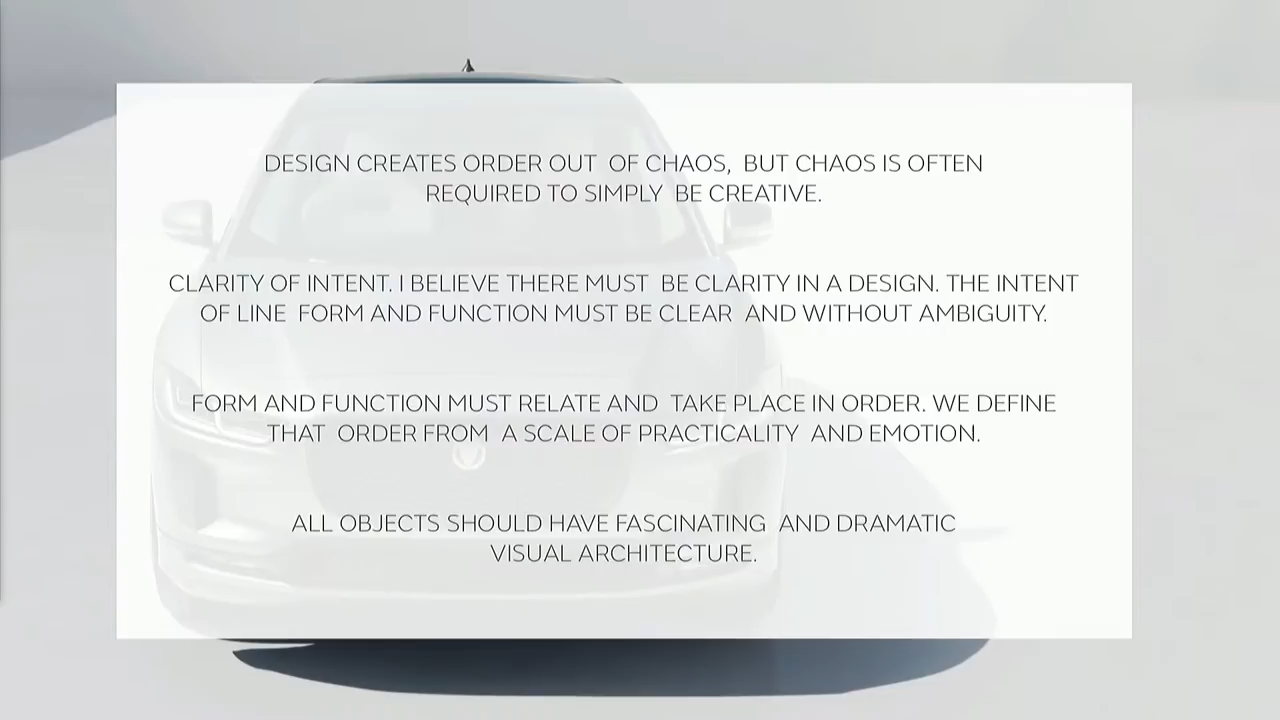 DESIGN CREATES ORDER OUT OF CHAOS, BUT CHAOS IS OFTEN
REQUIRED TO SIMPLY BE CREATIVE.
CLARITY OF INTENT. I BELIEVE THERE MUST BE CLARITY IN A DESIGN. THE INTENT
OF LINE FORM AND FUNCTION MUST BE CLEAR AND WITHOUT AMBIGUITY.
FORM AND FUNCTION MUST RELATE AND TAKE PLACE IN ORDER. WE DEFINE
THAT ORDER FROM A SCALE OF PRACTICALITY AND EMOTION.
ALL OBJECTS SHOULD HAVE FASCINATING AND DRAMATIC
VISUAL ARCHITECTURE.